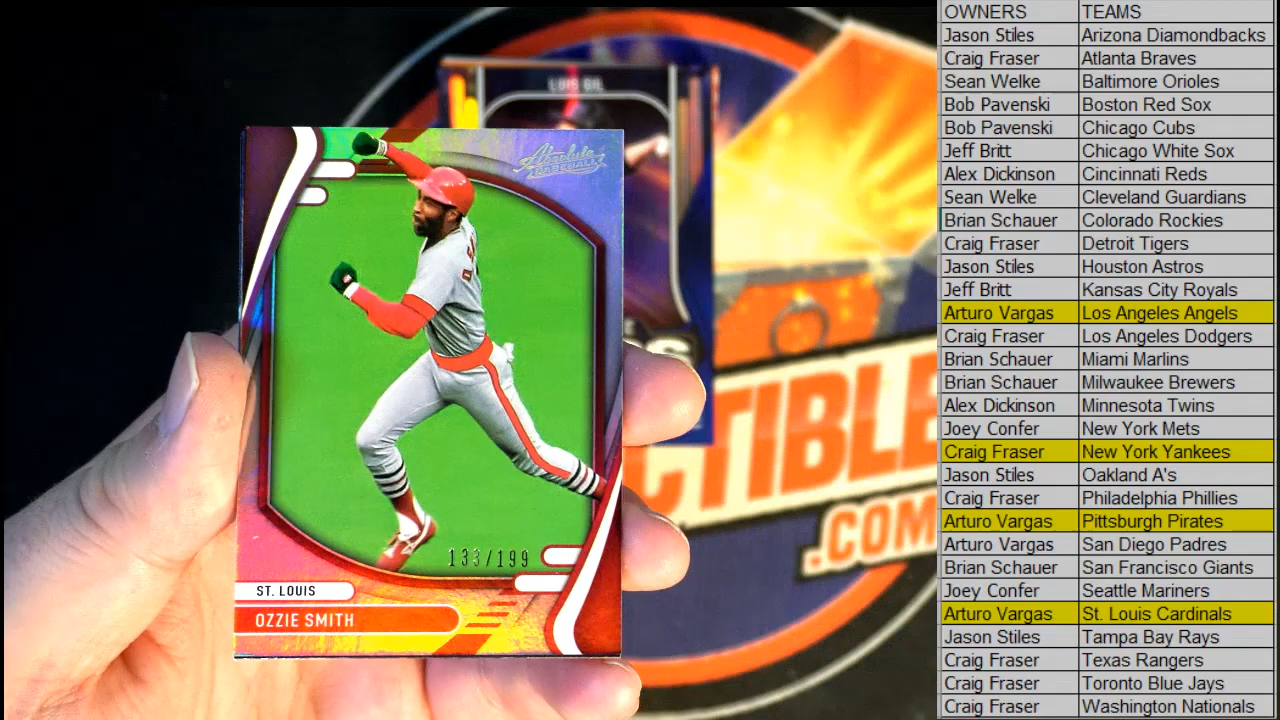 LUIS GIL
Absolute
BASEBALL
133/199
ST. LOUIS
OZZIE SMITH
CTIBLE
.COM
OWNERS TEAMS
Jason Stiles Arizona Diamondbacks
Craig Fraser Atlanta Braves
Sean Welke Baltimore Orioles
Bob Pavenski Boston Red Sox
Bob Pavenski Chicago Cubs
Jeff Britt Chicago White Sox
Alex Dickinson Cincinnati Reds
Sean Welke Cleveland Guardians
Brian Schauer Colorado Rockies
Craig Fraser Detroit Tigers
Jason Stiles Houston Astros
Jeff Britt Kansas City Royals
Arturo Vargas Los Angeles Angels
Craig Fraser Los Angeles Dodgers
Brian Schauer Miami Marlins
Brian Schauer Milwaukee Brewers
Alex Dickinson Minnesota Twins
Joey Confer New York Mets
Craig Fraser New York Yankees
Jason Stiles Oakland A's
Craig Fraser Philadelphia Phillies
Arturo Vargas Pittsburgh Pirates
Arturo Vargas San Diego Padres
Brian Schauer San Francisco Giants
Joey Confer Seattle Mariners
Arturo Vargas St. Louis Cardinals
Jason Stiles Tampa Bay Rays
Craig Fraser Texas Rangers
Craig Fraser Toronto Blue Jays
Craig Fraser Washington Nationals